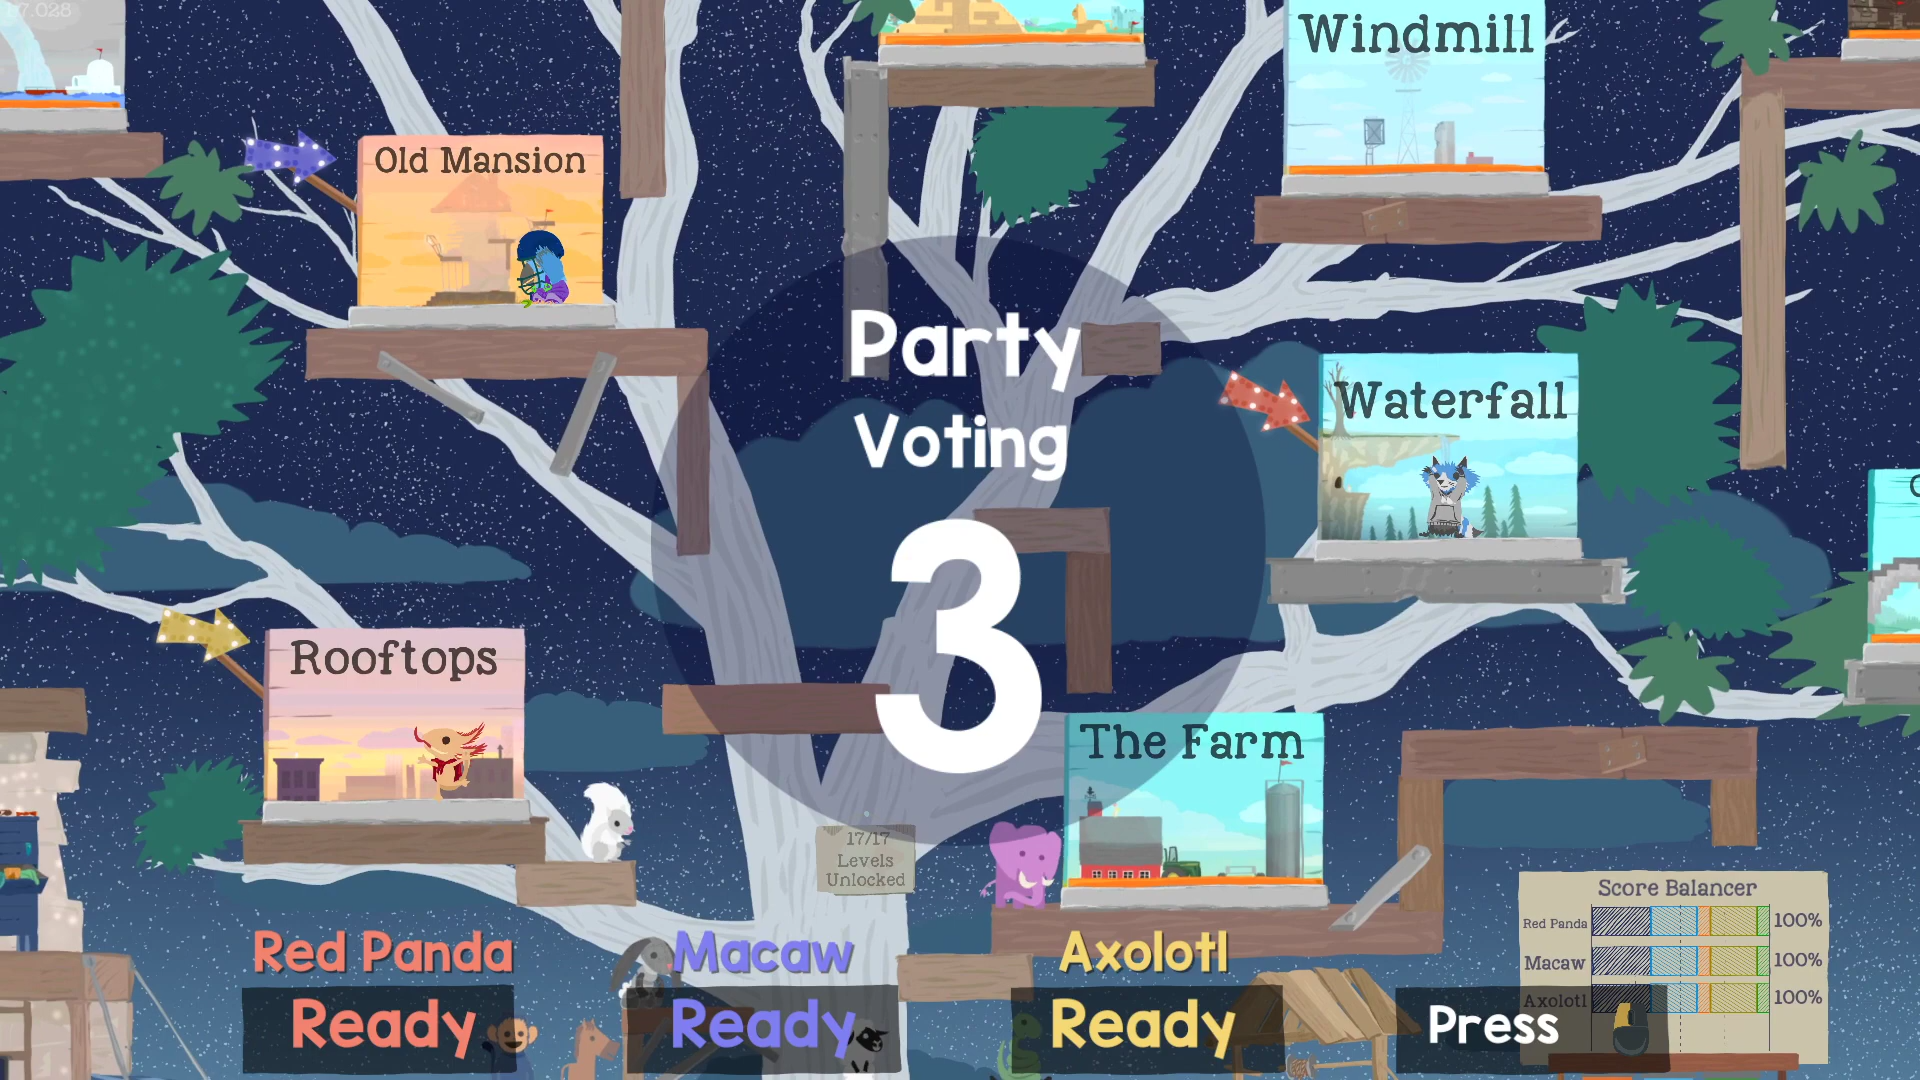 Windmill
Old Mansion
Party
Voting
3
Waterfall
Rooftops
The Farm
17/17
Levels
Unlocked
Score Balancer
Red Panda 100%
Macaw 100%
Axolotl 100%
Red Panda
Ready
Macaw
Ready
Axolotl
Ready
Press